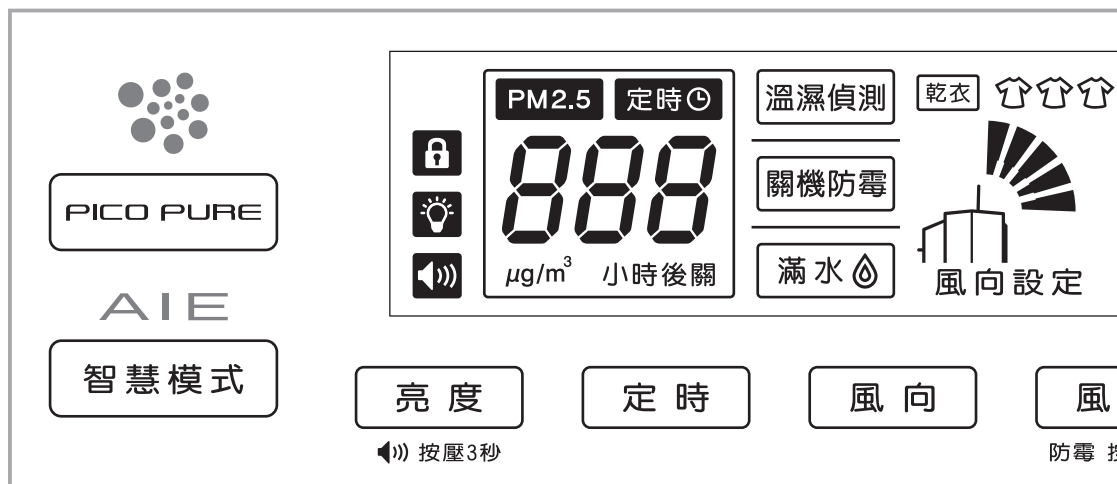 PICO PURE
AIE
智慧模式
PM2.5 定時
888
μg/m³ 小時後關
溫濕偵測
關機防霉
滿水
乾衣
風向設定
亮度
按壓3秒
定時
風向
風
防霉